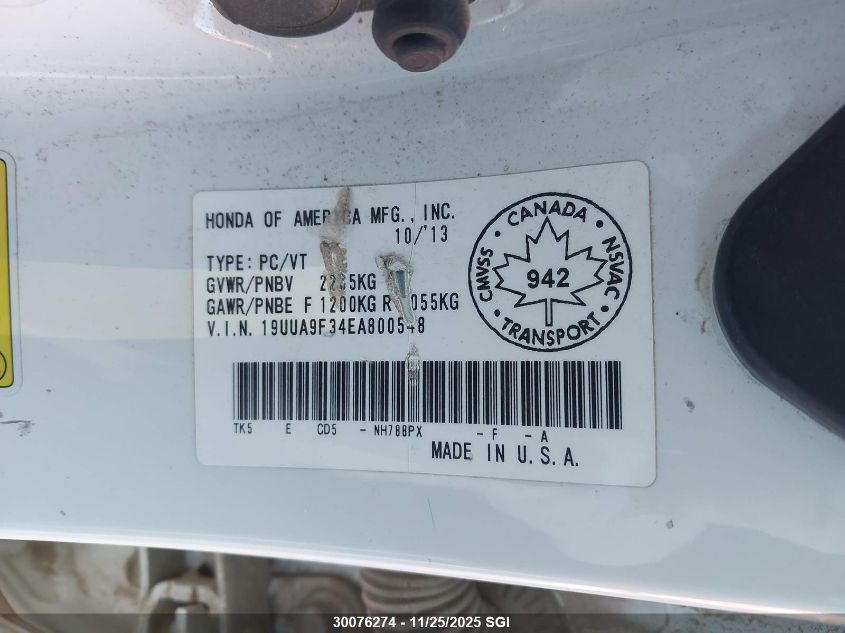 HONDA OF AMERICA MFG., INC.
10/'13
TYPE: PC/VT
GVWR/PNBV
GAWR/PNBE F 1200KG R
V.I.N.
CANADA
CMVSS
NSVAC
942
TRANSPORT
TK5 E CD5 - NH788PX - F - A
MADE IN U.S.A.
30076274 - 11/25/2025 SGI